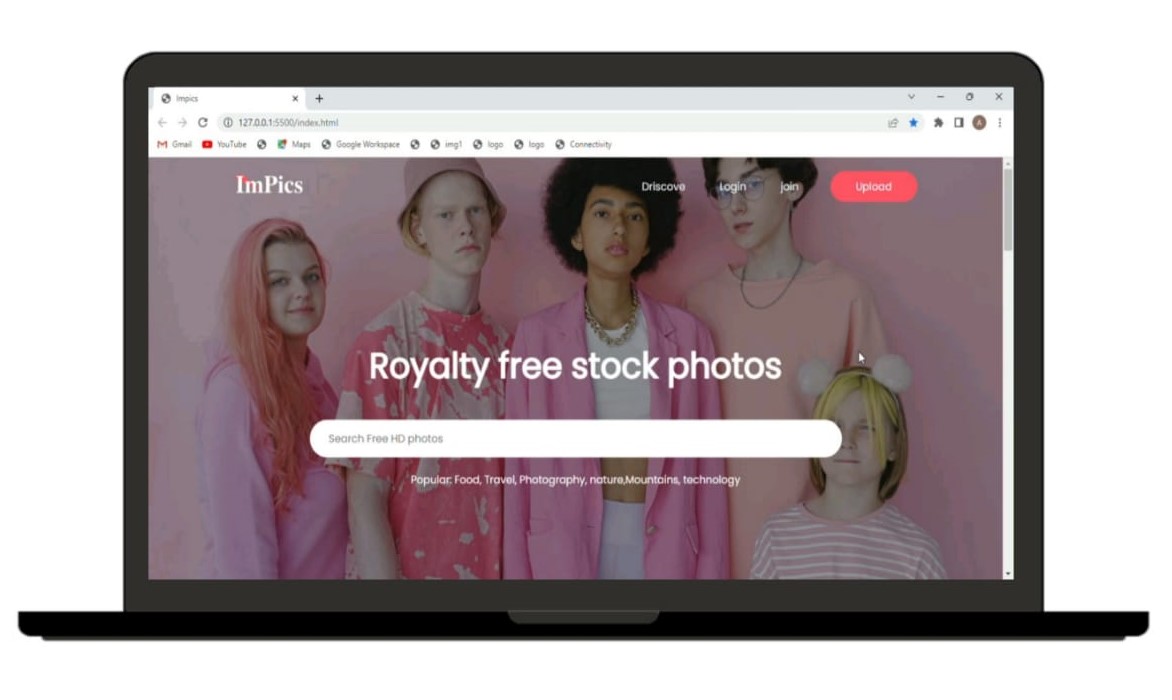 Impics
127.0.0.1:5500/index.html
A
Gmail YouTube Maps Google Workspace img1 logo logo Connectivity
ImPics Driscove Login join Upload
Royalty free stock photos
Search Free HD photos
Popular: Food, Travel, Photography, nature,Mountains, technology